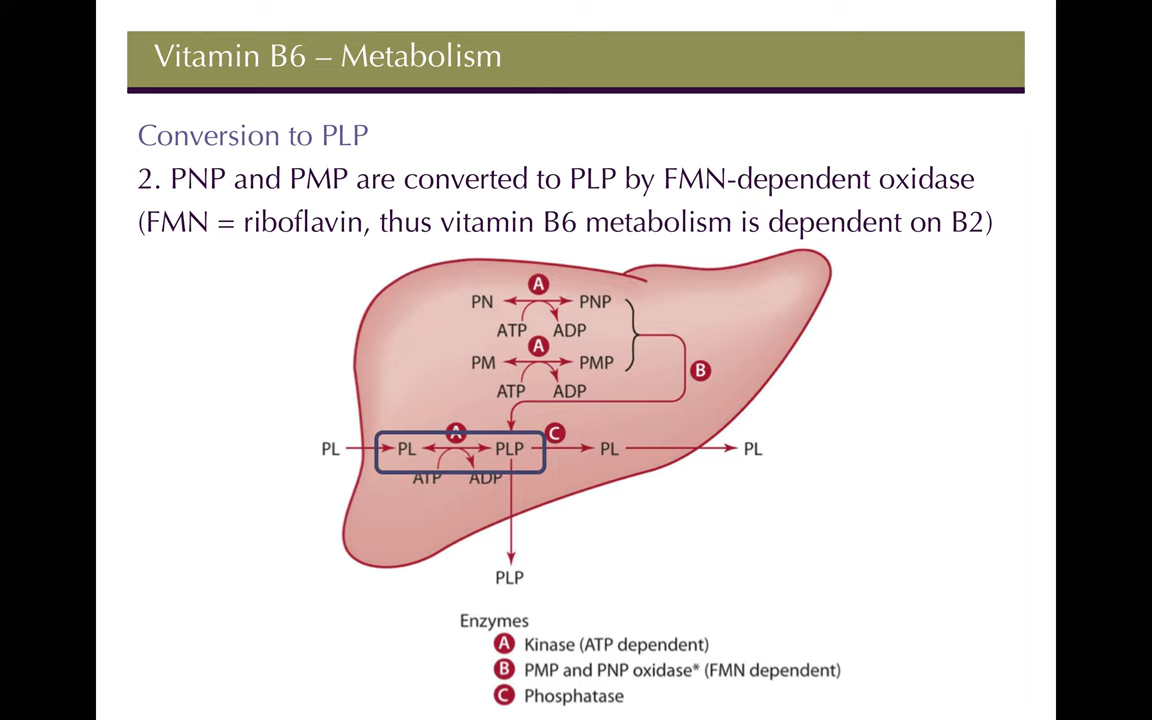 Vitamin B6 – Metabolism
Conversion to PLP
2. PNP and PMP are converted to PLP by FMN-dependent oxidase
(FMN = riboflavin, thus vitamin B6 metabolism is dependent on B2)
A
PN PNP
ATP ADP
A
PM PMP
B
ATP ADP
A C
PL PL PLP PL PL
ATP ADP
PLP
Enzymes
A Kinase (ATP dependent)
B PMP and PNP oxidase* (FMN dependent)
C Phosphatase